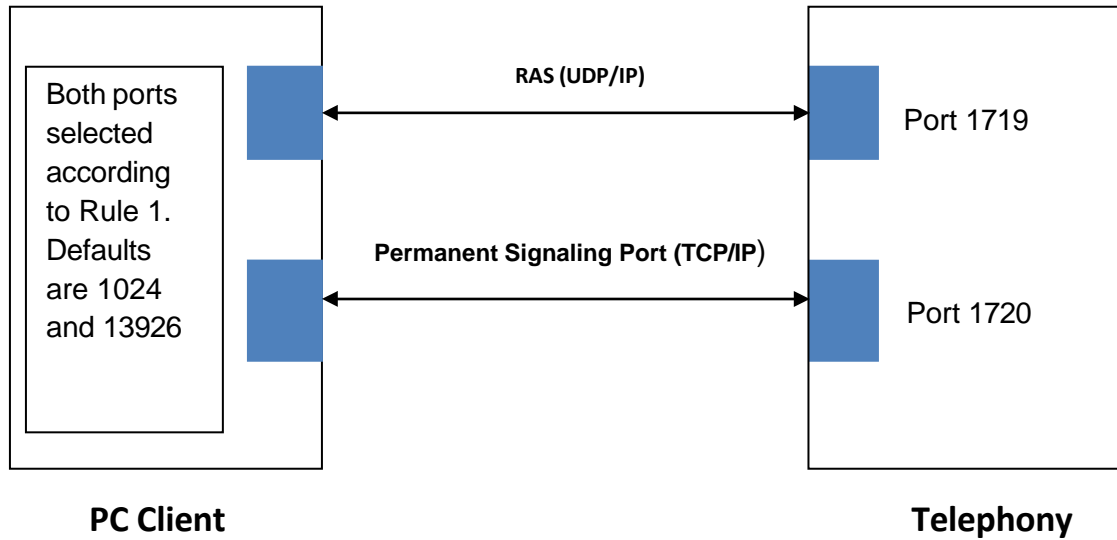 Both ports
selected
according
to Rule 1.
Defaults
are 1024
and 13926
RAS (UDP/IP)
Port 1719
Permanent Signaling Port (TCP/IP)
Port 1720
PC Client
Telephony